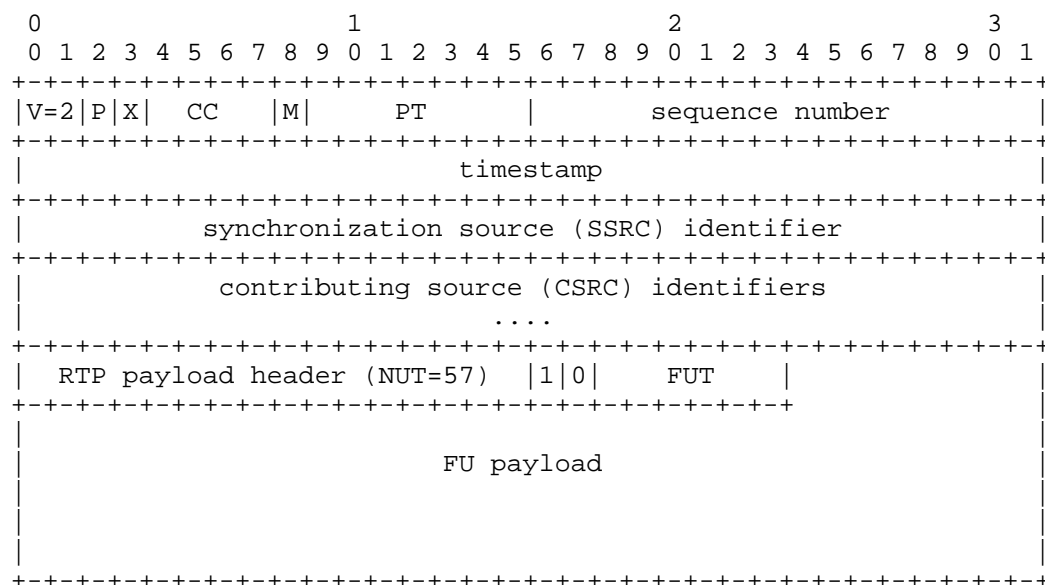 0                   1                   2                   3
 0 1 2 3 4 5 6 7 8 9 0 1 2 3 4 5 6 7 8 9 0 1 2 3 4 5 6 7 8 9 0 1
+-+-+-+-+-+-+-+-+-+-+-+-+-+-+-+-+-+-+-+-+-+-+-+-+-+-+-+-+-+-+-+-+
|V=2|P|X|  CC   |M|     PT      |       sequence number         |
+-+-+-+-+-+-+-+-+-+-+-+-+-+-+-+-+-+-+-+-+-+-+-+-+-+-+-+-+-+-+-+-+
|                           timestamp                           |
+-+-+-+-+-+-+-+-+-+-+-+-+-+-+-+-+-+-+-+-+-+-+-+-+-+-+-+-+-+-+-+-+
|           synchronization source (SSRC) identifier            |
+-+-+-+-+-+-+-+-+-+-+-+-+-+-+-+-+-+-+-+-+-+-+-+-+-+-+-+-+-+-+-+-+
|            contributing source (CSRC) identifiers             |
|                             ....                              |
+-+-+-+-+-+-+-+-+-+-+-+-+-+-+-+-+-+-+-+-+-+-+-+-+-+-+-+-+-+-+-+-+
|  RTP payload header (NUT=57)  |1|0|    FUT    |               |
+-+-+-+-+-+-+-+-+-+-+-+-+-+-+-+-+-+-+-+-+-+-+-+-+               |
|                                                               |
|                          FU payload                           |
|                                                               |
|                                                               |
|                                                               |
+-+-+-+-+-+-+-+-+-+-+-+-+-+-+-+-+-+-+-+-+-+-+-+-+-+-+-+-+-+-+-+-+